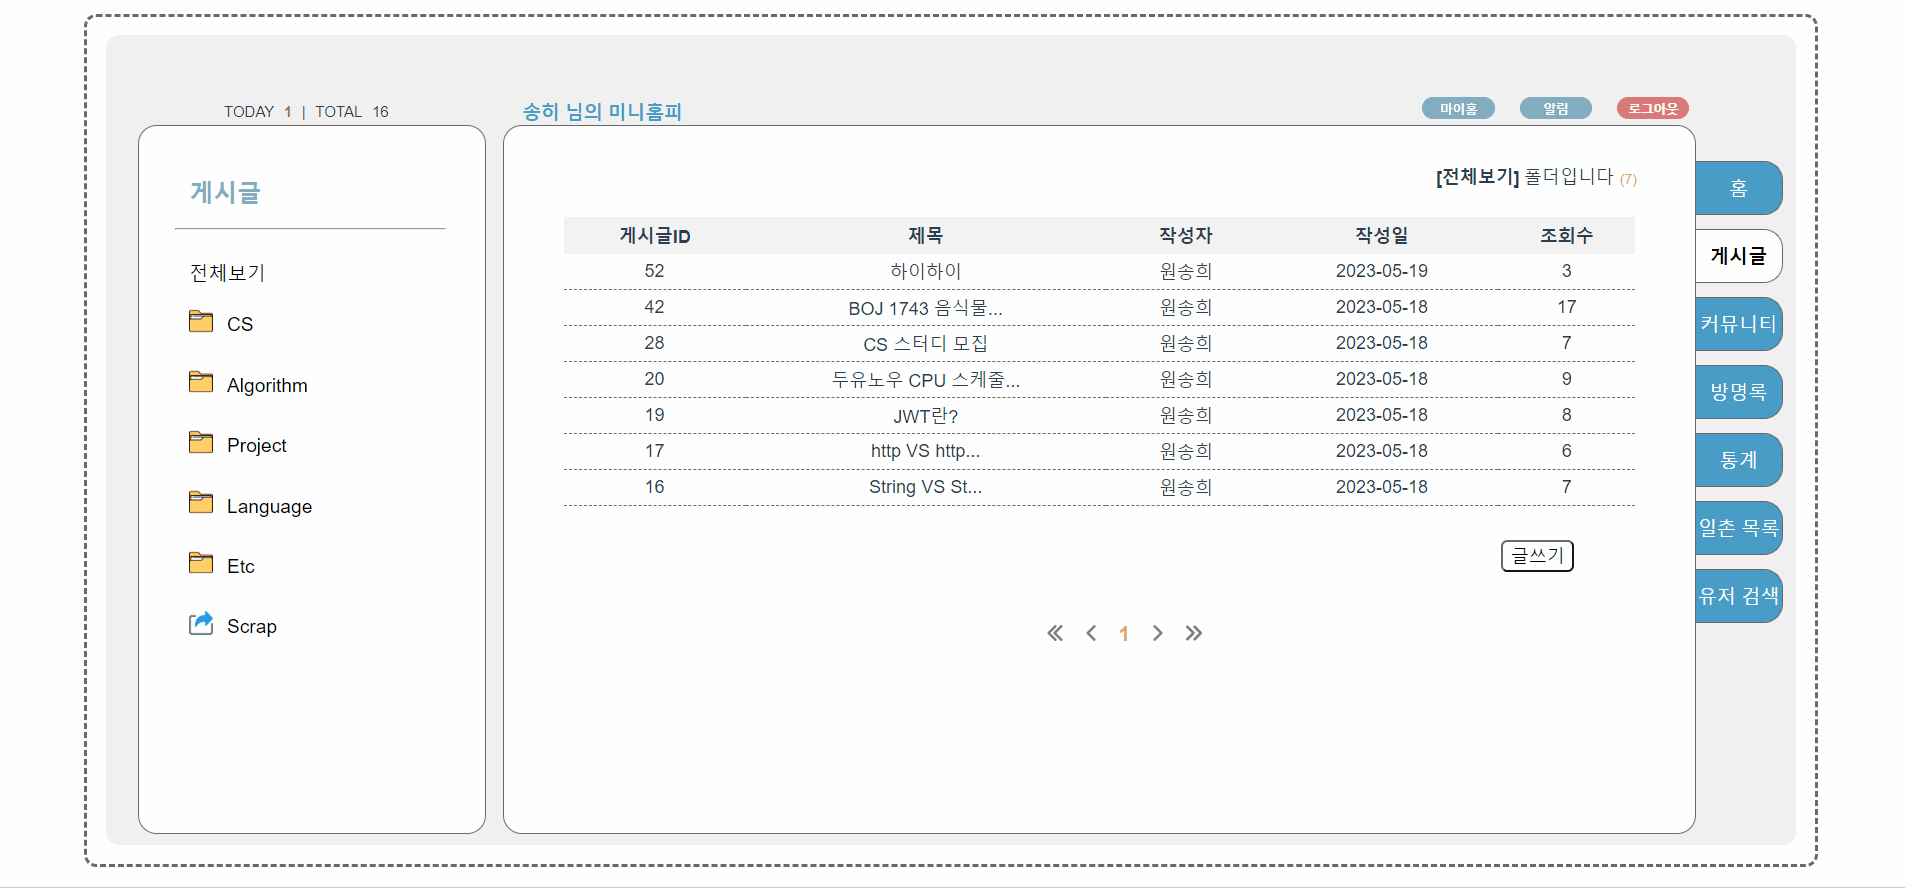 TODAY 1 | TOTAL 16
송히 님의 미니홈피
마이홈
알림
로그아웃
게시글
전체보기
CS
Algorithm
Project
Language
Etc
Scrap
[전체보기] 폴더입니다 (7)
게시글ID 제목 작성자 작성일 조회수
52 하이하이 원송희 2023-05-19 3
42 BOJ 1743 음식물... 원송희 2023-05-18 17
28 CS 스터디 모집 원송희 2023-05-18 7
20 두유노우 CPU 스케줄... 원송희 2023-05-18 9
19 JWT란? 원송희 2023-05-18 8
17 http VS http... 원송희 2023-05-18 6
16 String VS St... 원송희 2023-05-18 7
글쓰기
1
홈
게시글
커뮤니티
방명록
통계
일촌 목록
유저 검색